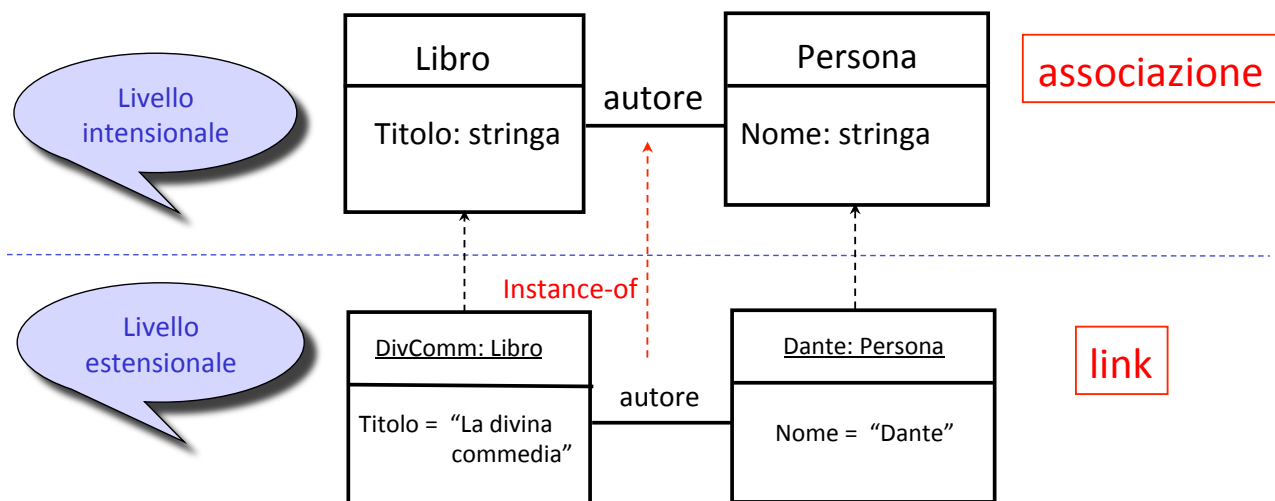 Livello
intensionale
Libro
Titolo: stringa
autore
Persona
Nome: stringa
associazione
Instance-of
Livello
estensionale
DivComm: Libro
Titolo = “La divina
commedia”
autore
Dante: Persona
Nome = “Dante”
link